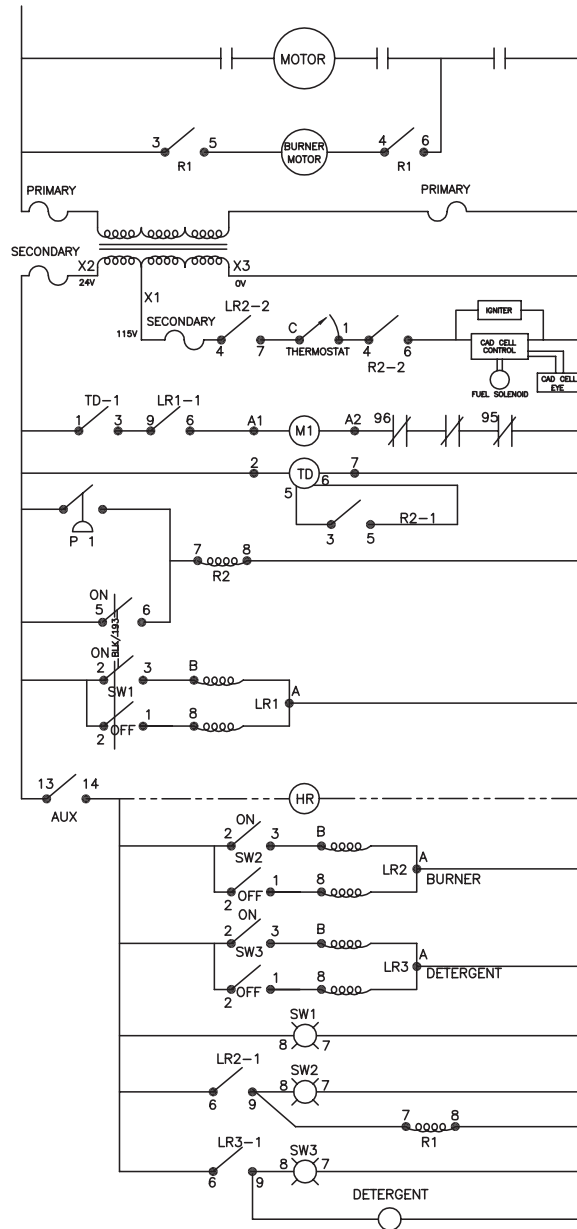 MOTOR
3 5 BURNER MOTOR 4 6
R1 R1
PRIMARY PRIMARY
SECONDARY
X2 X3
24V 0V
X1
115V SECONDARY LR2-2
4 7 C THERMOSTAT 1 4 6
R2-2
IGNITER
CAD CELL CONTROL
FUEL SOLENOID
CAD CELL EYE
TD-1 LR1-1
1 3 9 6 A1 M1 A2 96 95
2 TD 7
5 6
3 5 R2-1
P 1
7 8
R2
ON
5 6
BLK/193
ON
2 3 B
SW1
A
LR1
OFF 1 8
2
13 14
AUX
HR
ON
2 3 B
SW2
A
LR2
BURNER
OFF 1 8
2
ON
2 3 B
SW3
A
LR3
DETERGENT
OFF 1 8
2
SW1
8 7
LR2-1 SW2
8 7
6 9
7 8
R1
LR3-1 SW3
8 7
6 9
DETERGENT